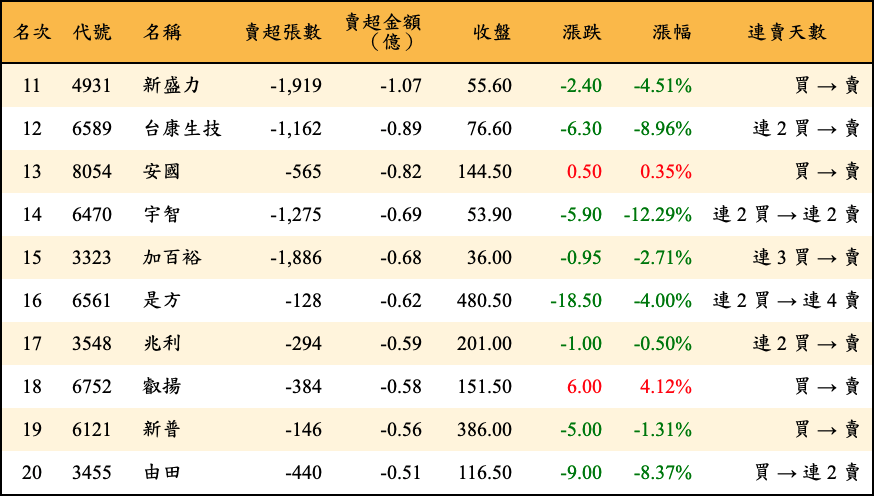 名次 代號 名稱 賣超張數 賣超金額（億） 收盤 漲跌 漲幅 連賣天數
11 4931 新盛力 -1,919 -1.07 55.60 -2.40 -4.51% 買 → 賣
12 6589 台康生技 -1,162 -0.89 76.60 -6.30 -8.96% 連 2 買 → 賣
13 8054 安國 -565 -0.82 144.50 0.50 0.35% 買 → 賣
14 6470 宇智 -1,275 -0.69 53.90 -5.90 -12.29% 連 2 買 → 連 2 賣
15 3323 加百裕 -1,886 -0.68 36.00 -0.95 -2.71% 連 3 買 → 賣
16 6561 是方 -128 -0.62 480.50 -18.50 -4.00% 連 2 買 → 連 4 賣
17 3548 兆利 -294 -0.59 201.00 -1.00 -0.50% 連 2 買 → 賣
18 6752 叡揚 -384 -0.58 151.50 6.00 4.12% 買 → 賣
19 6121 新普 -146 -0.56 386.00 -5.00 -1.31% 買 → 賣
20 3455 由田 -440 -0.51 116.50 -9.00 -8.37% 買 → 連 2 賣